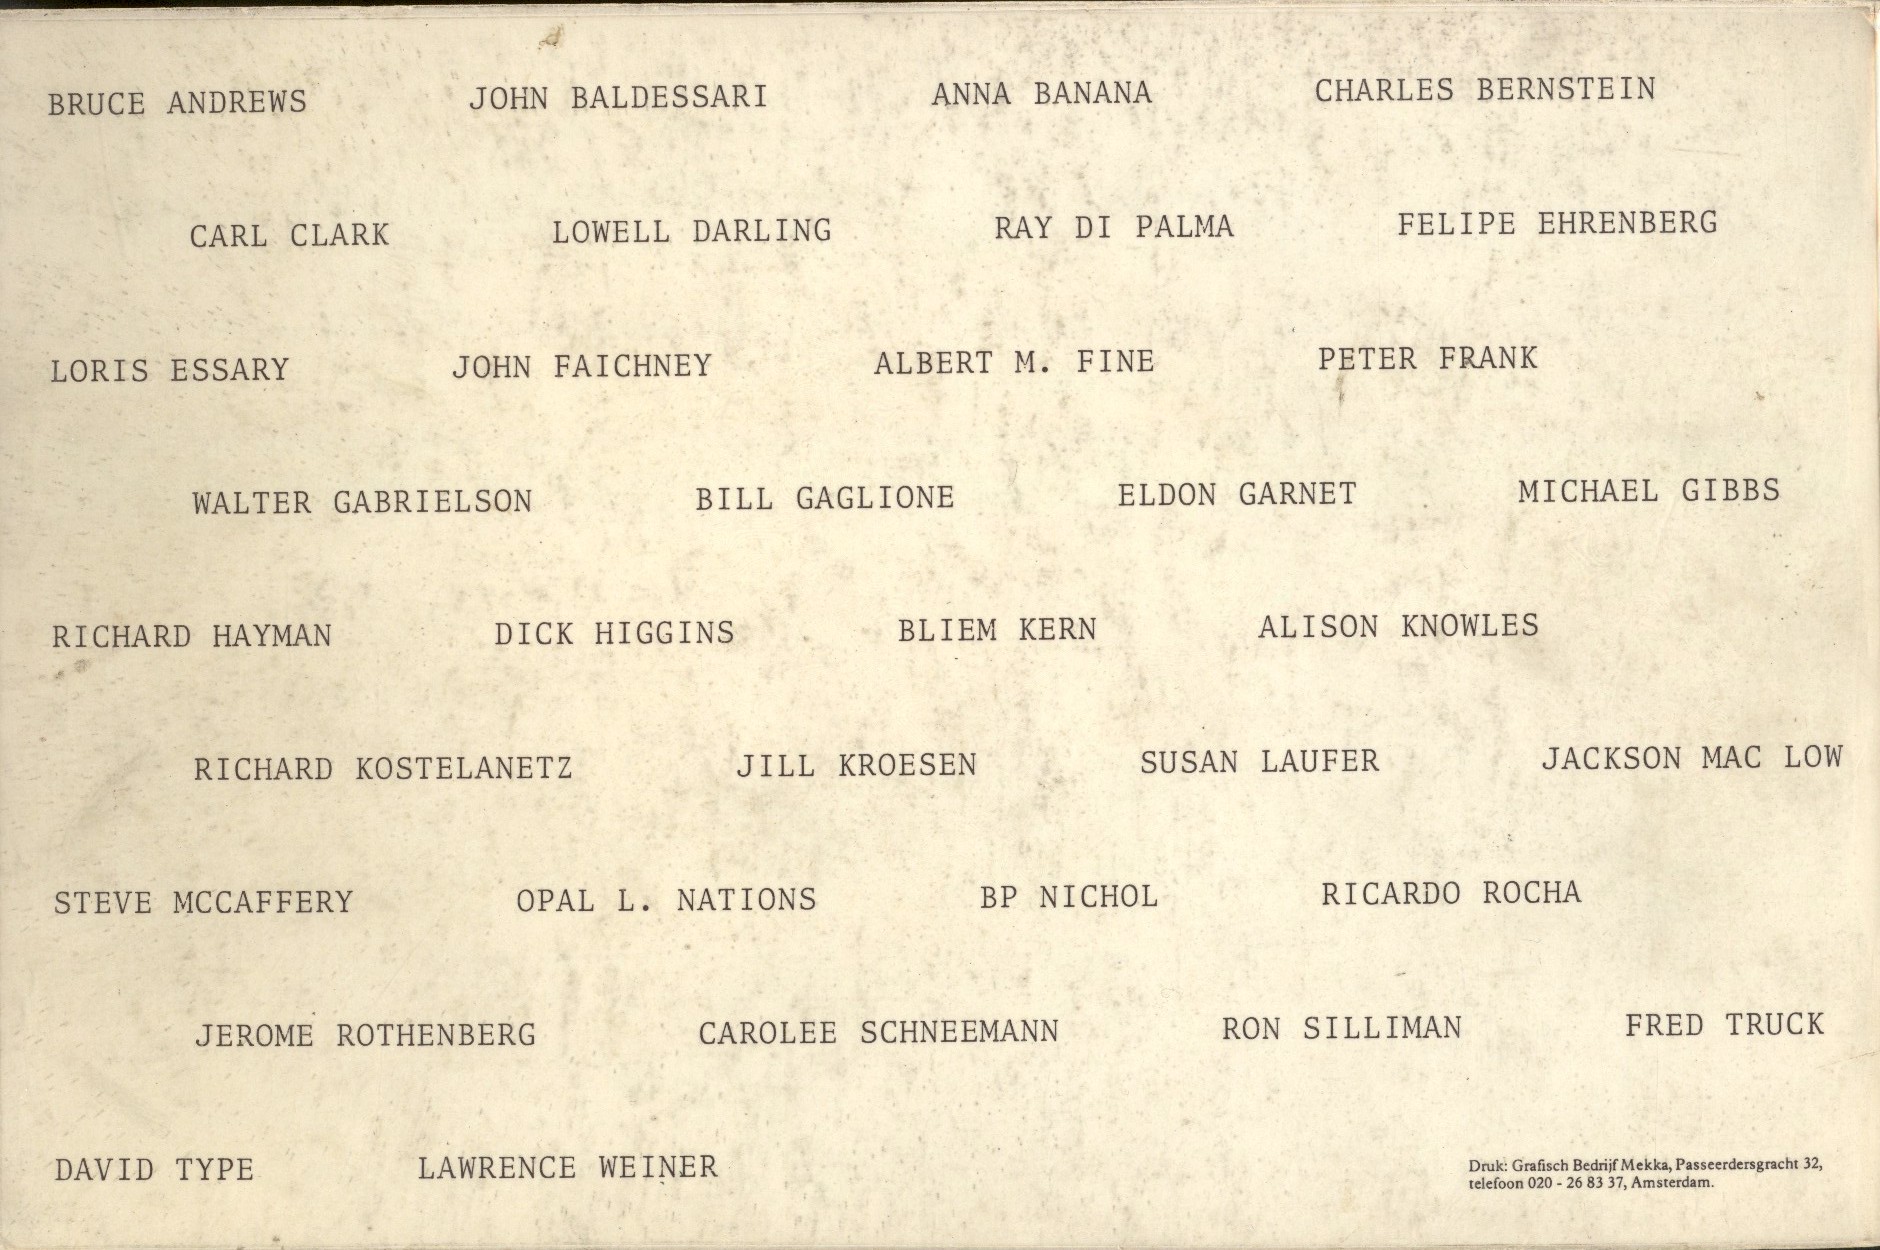 BRUCE ANDREWS JOHN BALDESSARI ANNA BANANA CHARLES BERNSTEIN
CARL CLARK LOWELL DARLING RAY DI PALMA FELIPE EHRENBERG
LORIS ESSARY JOHN FAICHNEY ALBERT M. FINE PETER FRANK
WALTER GABRIELSON BILL GAGLIONE ELDON GARNET MICHAEL GIBBS
RICHARD HAYMAN DICK HIGGINS BLIEM KERN ALISON KNOWLES
RICHARD KOSTELANETZ JILL KROESEN SUSAN LAUFER JACKSON MAC LOW
STEVE MCCAFFERY OPAL L. NATIONS BP NICHOL RICARDO ROCHA
JEROME ROTHENBERG CAROLEE SCHNEEMANN RON SILLIMAN FRED TRUCK
DAVID TYPE LAWRENCE WEINER
Druk: Grafisch Bedrijf Mekka, Passeerdersgracht 32,
telefoon 020 - 26 83 37, Amsterdam.